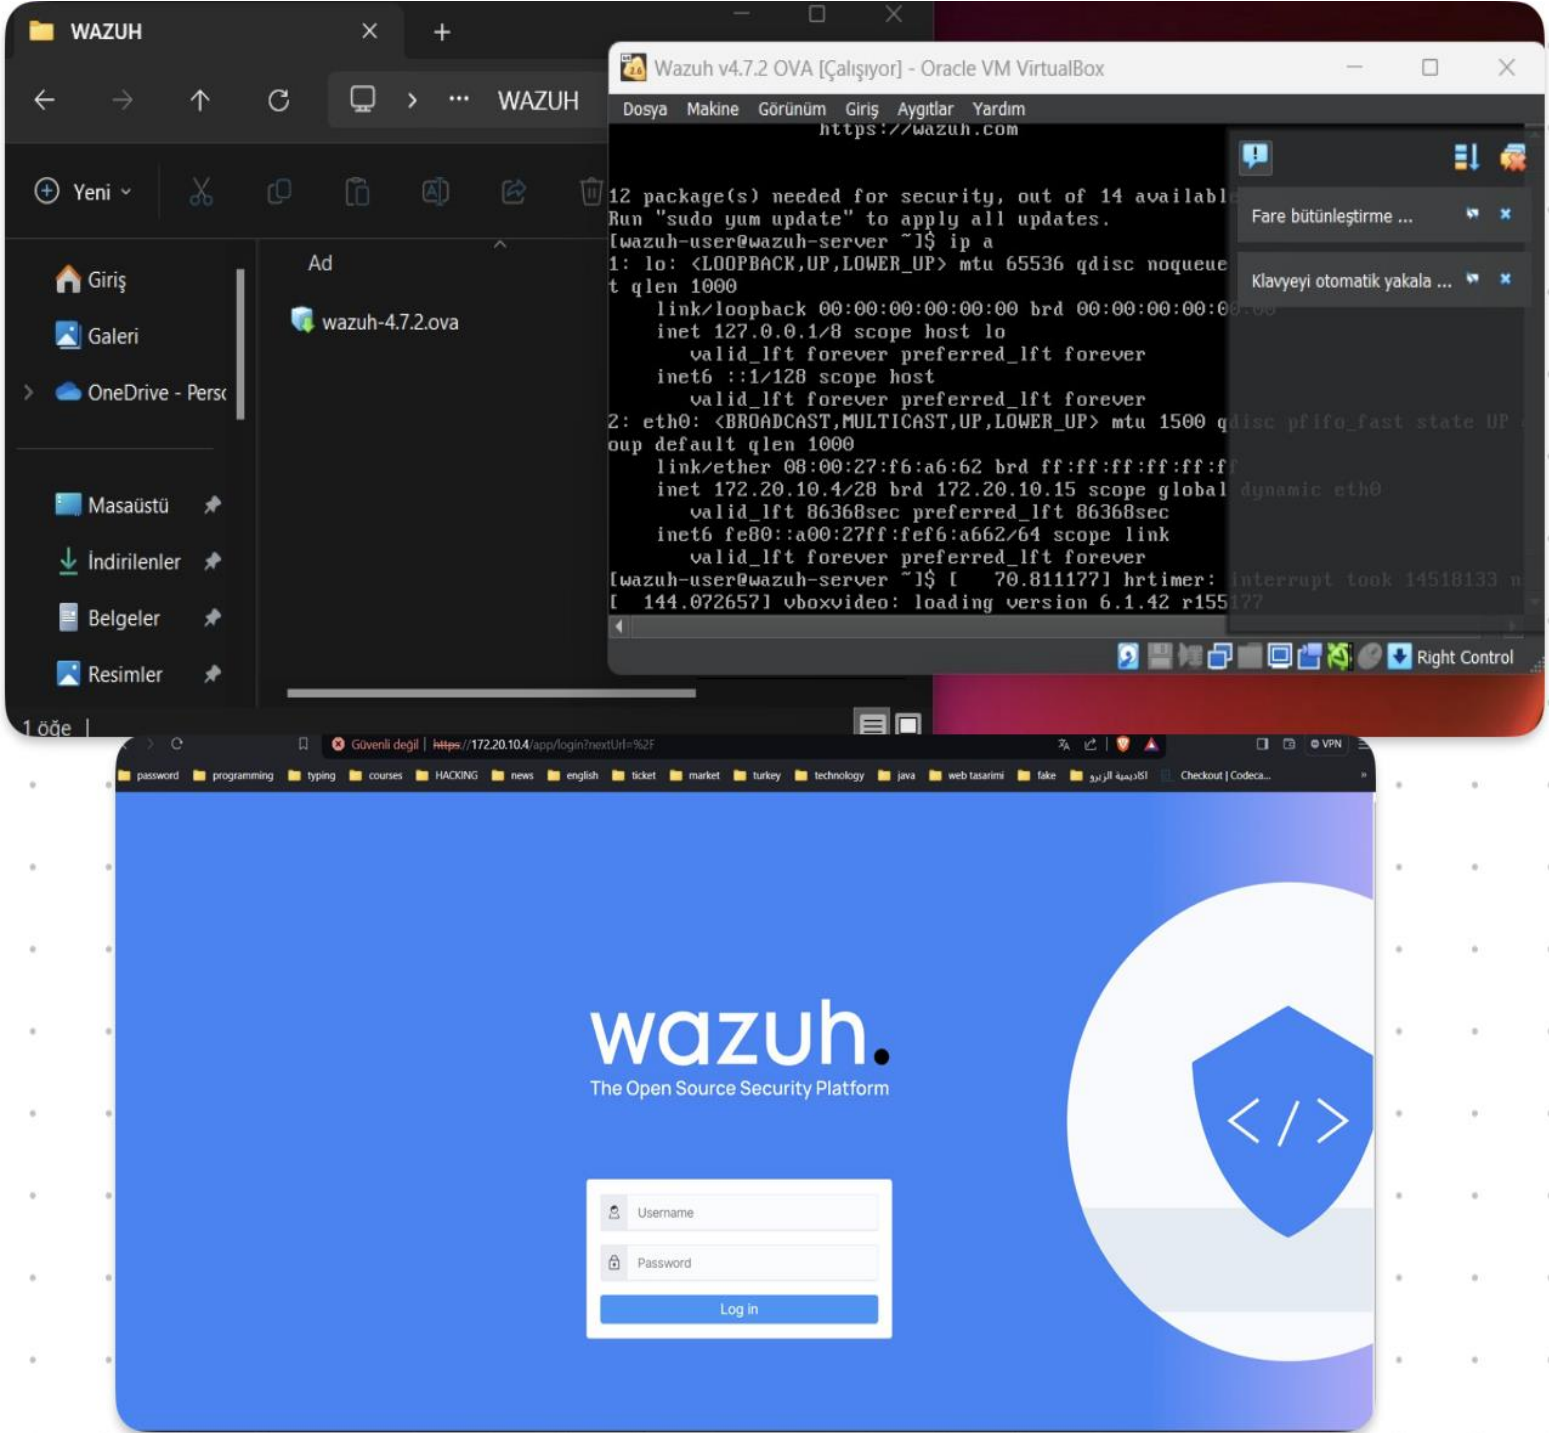 WAZUH
WAZUH
Yeni
Giriş
Galeri
OneDrive - Perso
Masaüstü
İndirilenler
Belgeler
Resimler
Ad
wazuh-4.7.2.ova
1 öğe
Wazuh v4.7.2 OVA [Çalışıyor] - Oracle VM VirtualBox
Dosya Makine Görünüm Giriş Aygıtlar Yardım
https://wazuh.com
12 package(s) needed for security, out of 14 availabl
Run "sudo yum update" to apply all updates.
[wazuh-user@wazuh-server ~]$ ip a
1: lo: <LOOPBACK,UP,LOWER_UP> mtu 65536 qdisc noqueue
t qlen 1000
link/loopback 00:00:00:00:00:00 brd 00:00:00:00:00:00
inet 127.0.0.1/8 scope host lo
valid_lft forever preferred_lft forever
inet6 ::1/128 scope host
valid_lft forever preferred_lft forever
2: eth0: <BROADCAST,MULTICAST,UP,LOWER_UP> mtu 1500 qdisc pfifo_fast state UP
oup default qlen 1000
link/ether 08:00:27:f6:a6:62 brd ff:ff:ff:ff:ff:ff
inet 172.20.10.4/28 brd 172.20.10.15 scope global dynamic eth0
valid_lft 86368sec preferred_lft 86368sec
inet6 fe80::a00:27ff:fef6:a662/64 scope link
valid_lft forever preferred_lft forever
[wazuh-user@wazuh-server ~]$ [   70.811177] hrtimer: interrupt took 14518133 n
[  144.072657] vboxvideo: loading version 6.1.42 r155177
Fare bütünleştirme ...
Klavyeyi otomatik yakala ...
Right Control
Güvenli değil | https://172.20.10.4/app/login?nextUrl=%2F
VPN
password programming typing courses HACKING news english ticket market turkey technology java web tasarimi fake اكاديمية الزيرو Checkout | Codeca...
wazuh.
The Open Source Security Platform
Username
Password
Log in